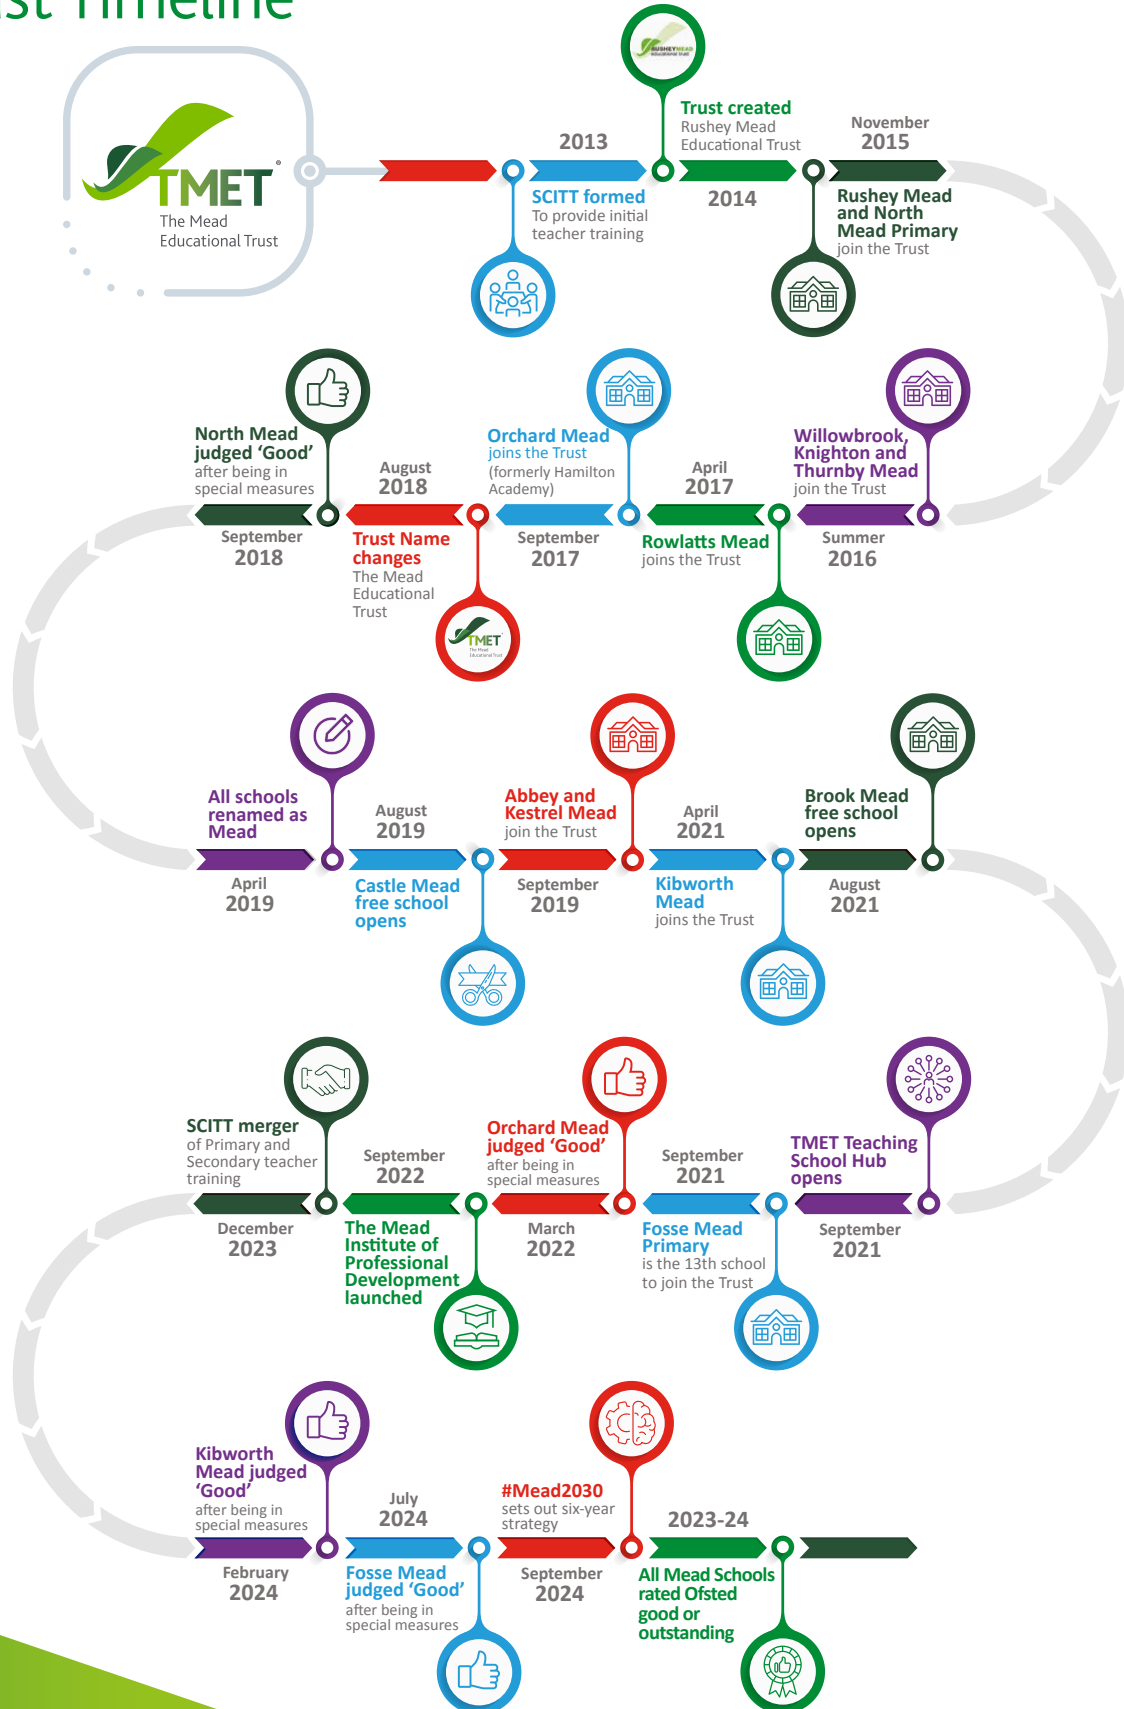 Timeline
TMET
The Mead
Educational Trust
RUSHEY MEAD
educational trust
2013
SCITT formed
To provide initial
teacher training
Trust created
Rushey Mead
Educational Trust
2014
November
2015
Rushey Mead
and North
Mead Primary
join the Trust
Willowbrook,
Knighton and
Thurnby Mead
join the Trust
Summer
2016
April
2017
Rowlatts Mead
joins the Trust
Orchard Mead
joins the Trust
(formerly Hamilton
Academy)
September
2017
August
2018
Trust Name
changes
The Mead
Educational
Trust
TMET
The Mead
Educational Trust
North Mead
judged ‘Good’
after being in
special measures
September
2018
All schools
renamed as
Mead
April
2019
August
2019
Castle Mead
free school
opens
Abbey and
Kestrel Mead
join the Trust
September
2019
April
2021
Kibworth
Mead
joins the Trust
Brook Mead
free school
opens
August
2021
TMET Teaching
School Hub
opens
September
2021
September
2021
Fosse Mead
Primary
is the 13th school
to join the Trust
Orchard Mead
judged ‘Good’
after being in
special measures
March
2022
September
2022
The Mead
Institute of
Professional
Development
launched
SCITT merger
of Primary and
Secondary teacher
training
December
2023
Kibworth
Mead judged
‘Good’
after being in
special measures
February
2024
July
2024
Fosse Mead
judged ‘Good’
after being in
special measures
#Mead2030
sets out six-year
strategy
September
2024
2023-24
All Mead Schools
rated Ofsted
good or
outstanding